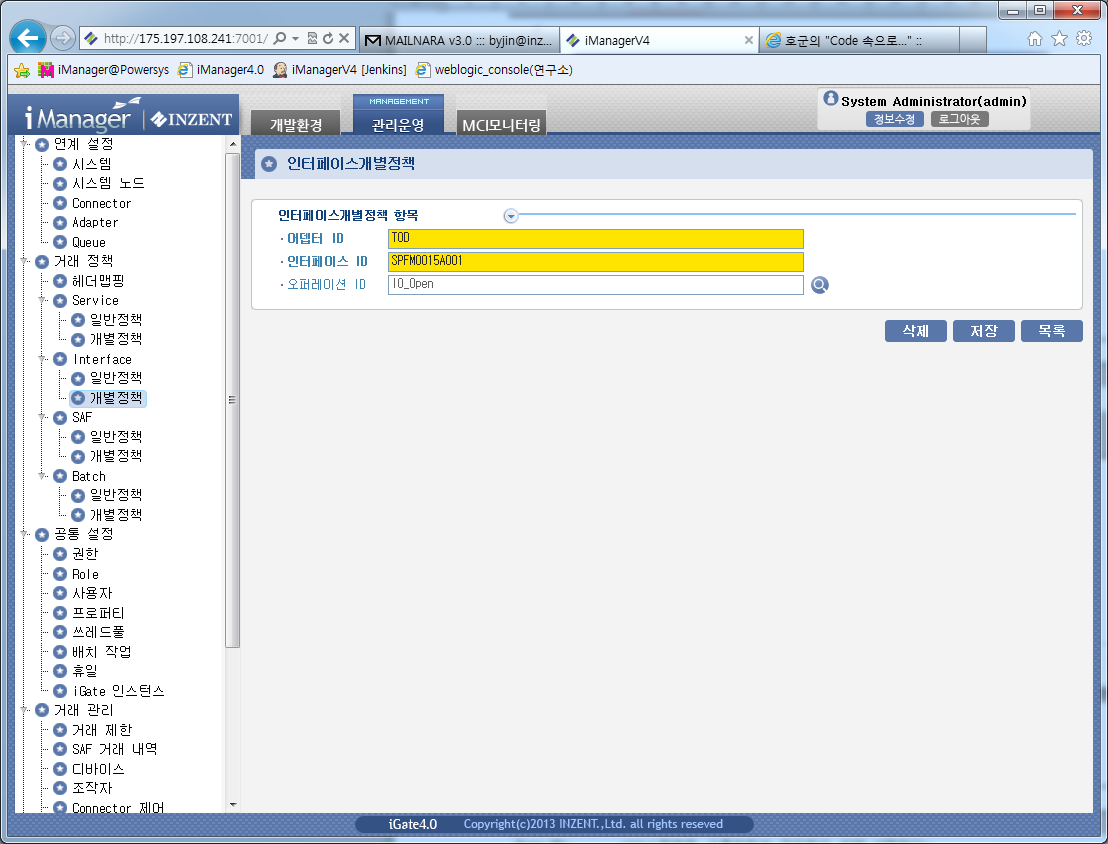 http://175.197.108.241:7001/
MAILNARA v3.0 ::: byjin@inz...
iManagerV4
호군의 "Code 속으로..." ::
iManager@Powersys
iManager4.0
iManagerV4 [Jenkins]
weblogic_console(연구소)
iManager
INZENT
개발환경
MANAGEMENT
관리운영
MCI모니터링
System Administrator(admin)
정보수정
로그아웃
연계 설정
시스템
시스템 노드
Connector
Adapter
Queue
거래 정책
헤더맵핑
Service
일반정책
개별정책
Interface
일반정책
개별정책
SAF
일반정책
개별정책
Batch
일반정책
개별정책
공통 설정
권한
Role
사용자
프로퍼티
쓰레드풀
배치 작업
휴일
iGate 인스턴스
거래 관리
거래 제한
SAF 거래 내역
디바이스
조작자
Connector 제어
인터페이스개별정책
인터페이스개별정책 항목
어뎁터 ID
TOD
인터페이스 ID
SPFM0015A001
오퍼레이션 ID
IO_Open
삭제
저장
목록
iGate4.0
Copyright(c)2013 INZENT.,Ltd. all rights reseved